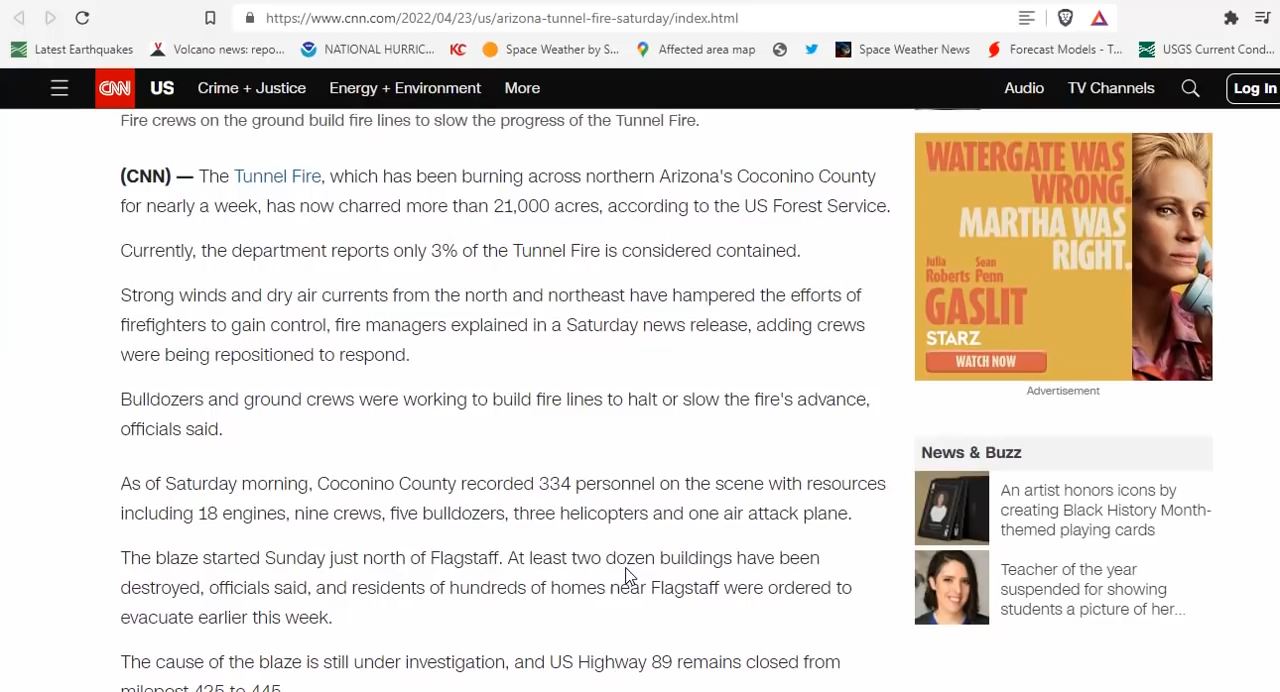 https://www.cnn.com/2022/04/23/us/arizona-tunnel-fire-saturday/index.html
Latest Earthquakes
Volcano news: repo...
NATIONAL HURRIC...
KC
Space Weather by S...
Affected area map
Space Weather News
Forecast Models - T...
USGS Current Cond...
CNN
US
Crime + Justice
Energy + Environment
More
Audio
TV Channels
Log In
Fire crews on the ground build fire lines to slow the progress of the Tunnel Fire.
(CNN) — The Tunnel Fire, which has been burning across northern Arizona's Coconino County
for nearly a week, has now charred more than 21,000 acres, according to the US Forest Service.
Currently, the department reports only 3% of the Tunnel Fire is considered contained.
Strong winds and dry air currents from the north and northeast have hampered the efforts of
firefighters to gain control, fire managers explained in a Saturday news release, adding crews
were being repositioned to respond.
Bulldozers and ground crews were working to build fire lines to halt or slow the fire's advance,
officials said.
As of Saturday morning, Coconino County recorded 334 personnel on the scene with resources
including 18 engines, nine crews, five bulldozers, three helicopters and one air attack plane.
The blaze started Sunday just north of Flagstaff. At least two dozen buildings have been
destroyed, officials said, and residents of hundreds of homes near Flagstaff were ordered to
evacuate earlier this week.
The cause of the blaze is still under investigation, and US Highway 89 remains closed from
milepost 425 to 445.
WATERGATE WAS
WRONG.
MARTHA WAS
RIGHT.
Julia
Roberts
Sean
Penn
GASLIT
STARZ
WATCH NOW
Advertisement
News & Buzz
An artist honors icons by
creating Black History Month-
themed playing cards
Teacher of the year
suspended for showing
students a picture of her...